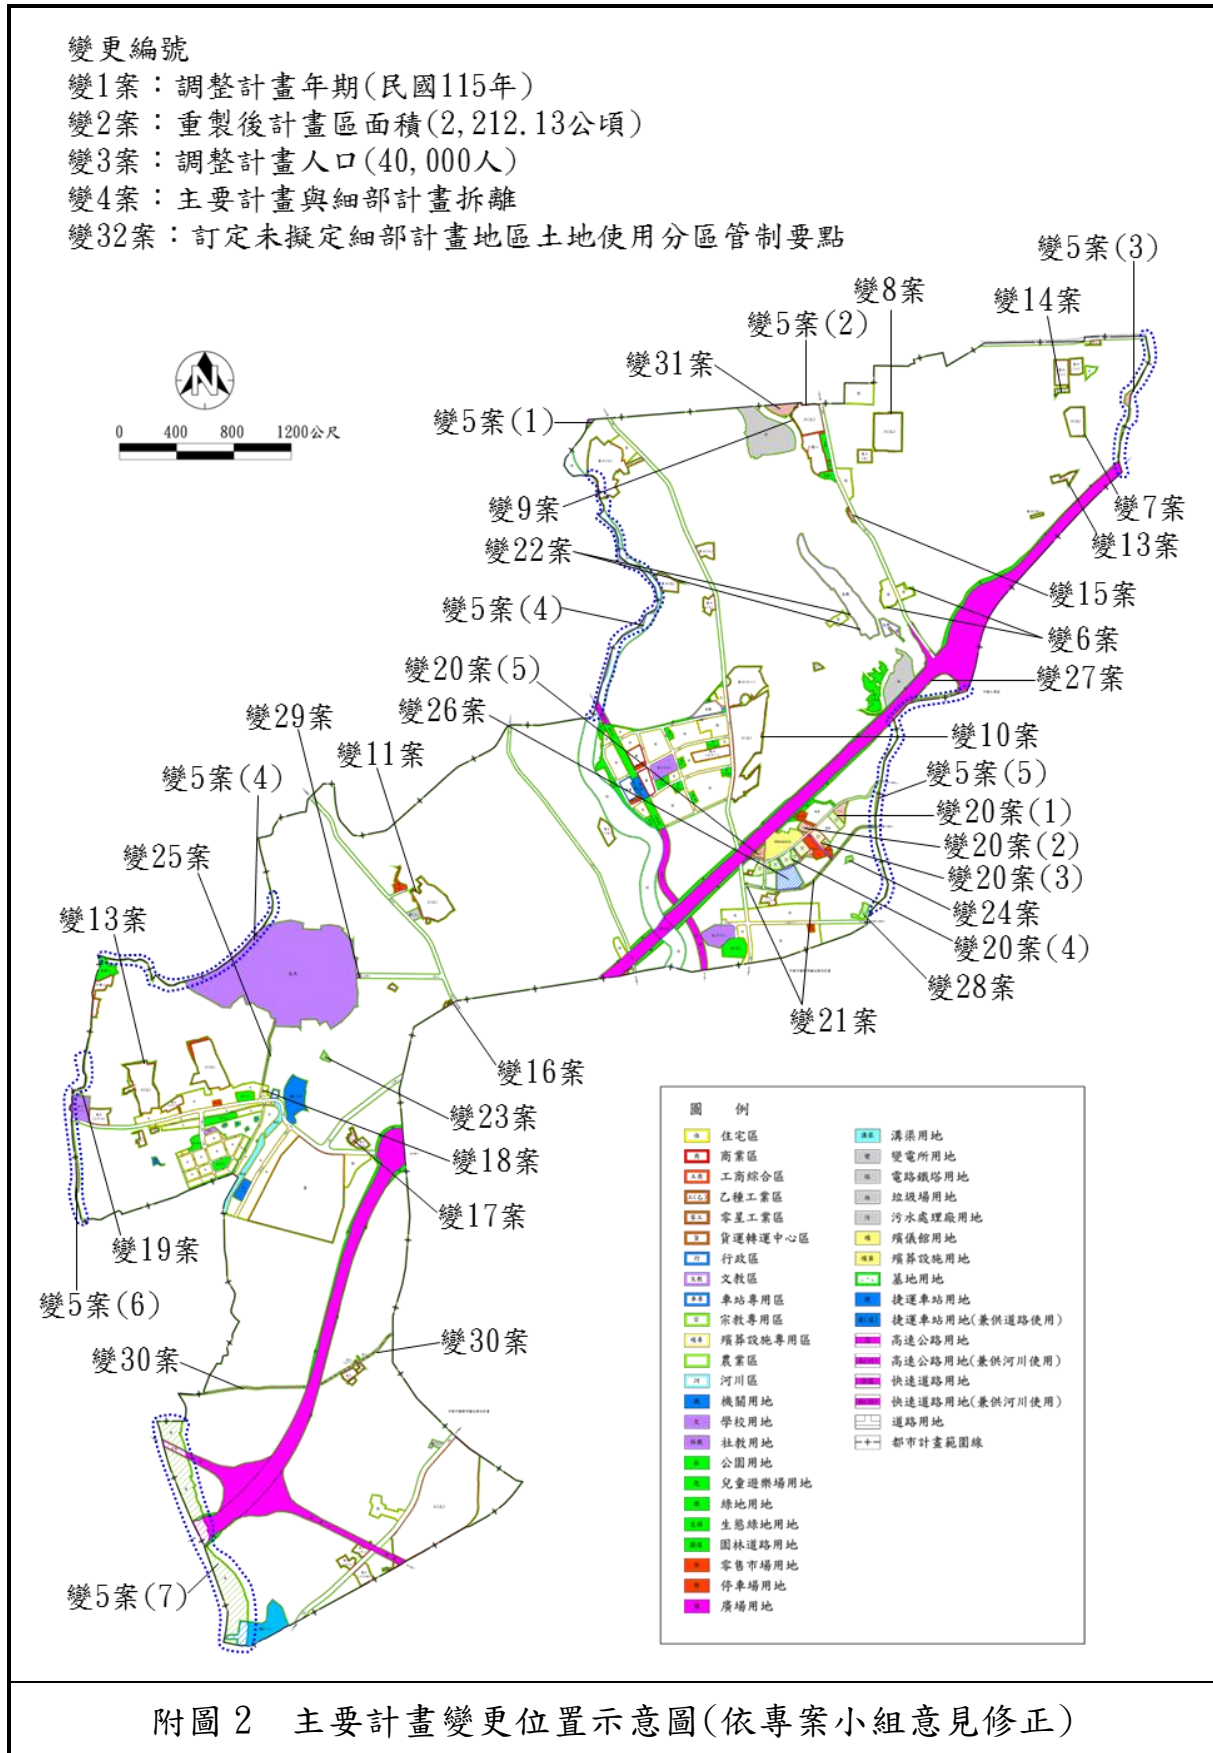 變更編號
變1案：調整計畫年期(民國115年)
變2案：重製後計畫區面積(2,212.13公頃)
變3案：調整計畫人口(40,000人)
變4案：主要計畫與細部計畫拆離
變32案：訂定未擬定細部計畫地區土地使用分區管制要點
變5案(3)
變8案
變14案
變5案(2)
變31案
N
0 400 800 1200公尺
變5案(1)
變9案
變7案
變22案
變13案
變15案
變5案(4)
變6案
變20案(5)
變27案
變26案
變29案
變10案
變11案
變5案(4)
變5案(5)
變20案(1)
變25案
變20案(2)
變20案(3)
變13案
變24案
變20案(4)
變28案
變21案
變16案
變23案
變18案
變17案
變19案
變5案(6)
變30案
變30案
變5案(7)
圖 例
住宅區
商業區
工商綜合區
乙種工業區
零星工業區
貨運轉運中心區
行政區
文教區
車站專用區
宗教專用區
殯葬設施專用區
農業區
河川區
機關用地
學校用地
社教用地
公園用地
兒童遊樂場用地
綠地用地
生態綠地用地
園林道路用地
零售市場用地
停車場用地
廣場用地
溝渠用地
變電所用地
電路鐵塔用地
垃圾場用地
污水處理廠用地
殯儀館用地
殯葬設施用地
墓地用地
捷運車站用地
捷運車站用地(兼供道路使用)
高速公路用地
高速公路用地(兼供河川使用)
快速道路用地
快速道路用地(兼供河川使用)
道路用地
都市計畫範圍線
附圖 2 主要計畫變更位置示意圖(依專案小組意見修正)